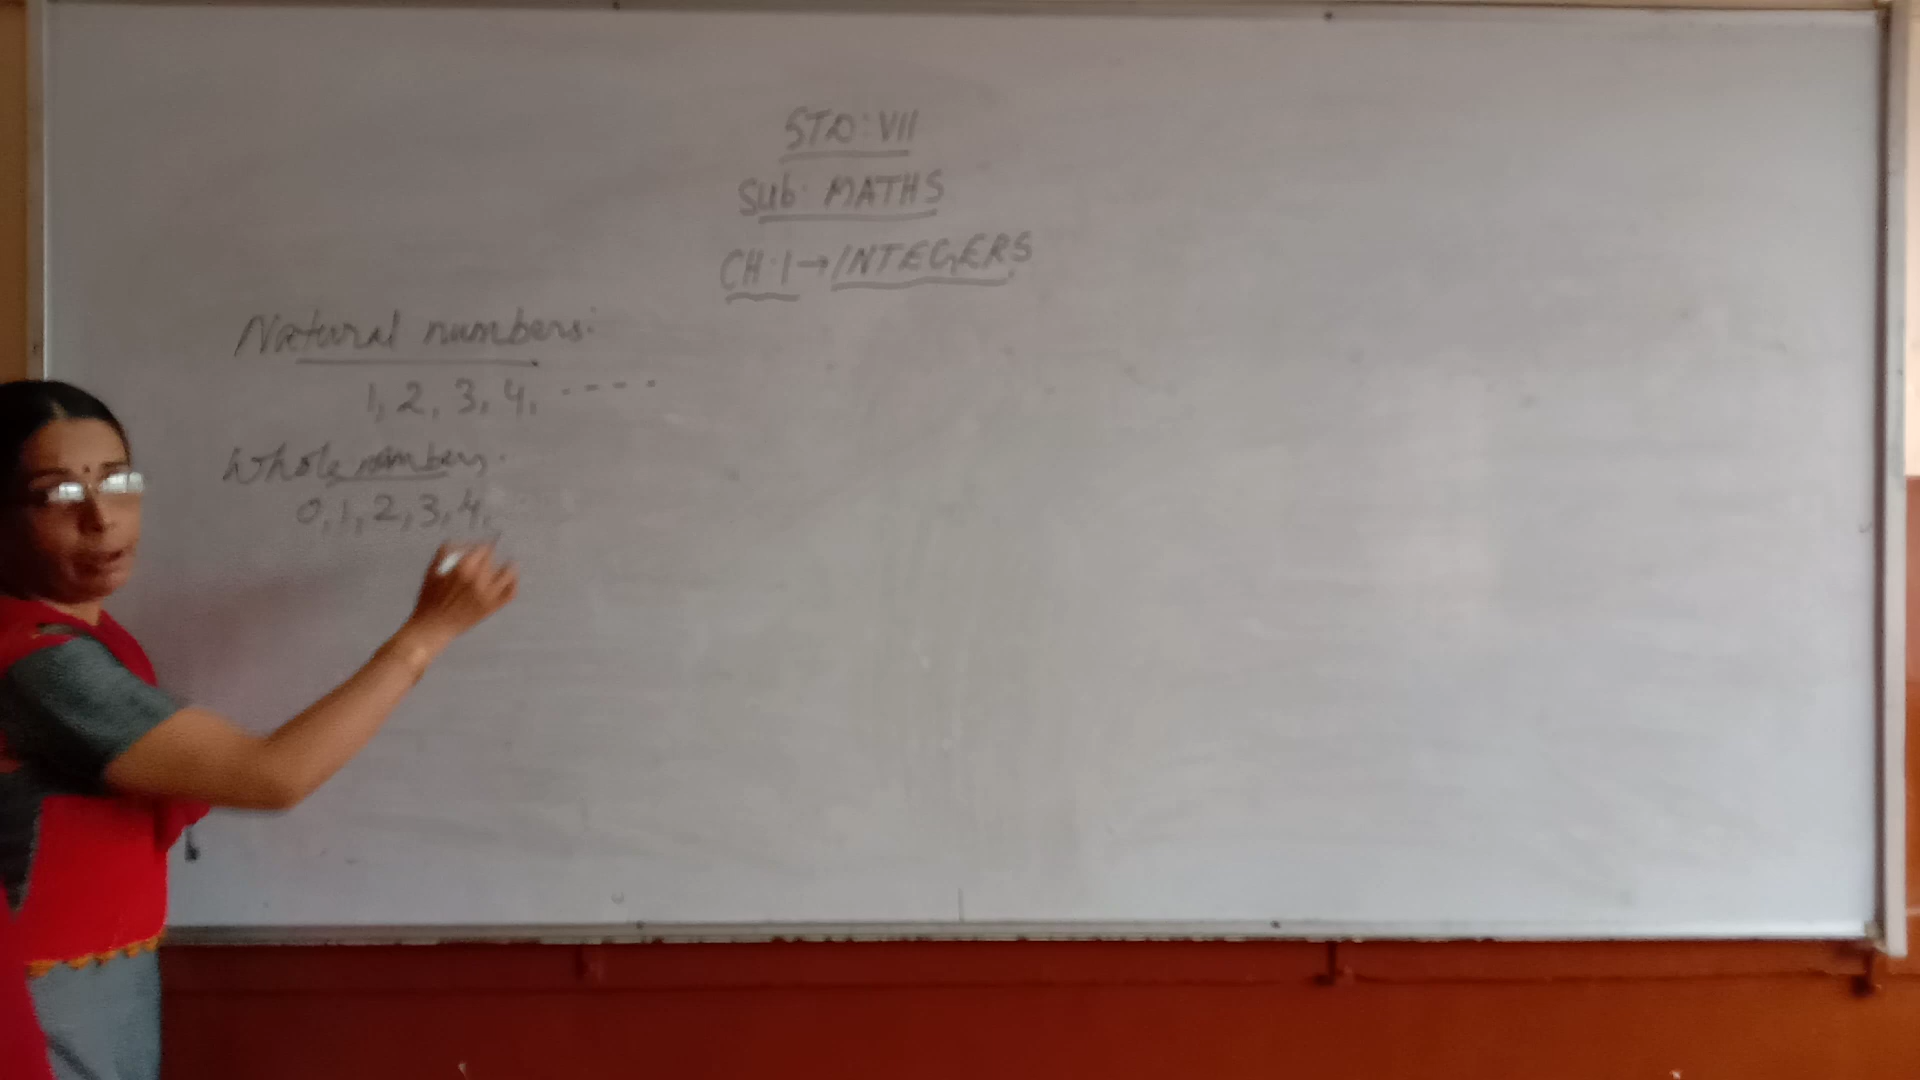 STD: VII
Sub: MATHS
CH.1→INTEGERS
Natural numbers:
1, 2, 3, 4, ----
Whole numbers.
0, 1, 2, 3, 4,